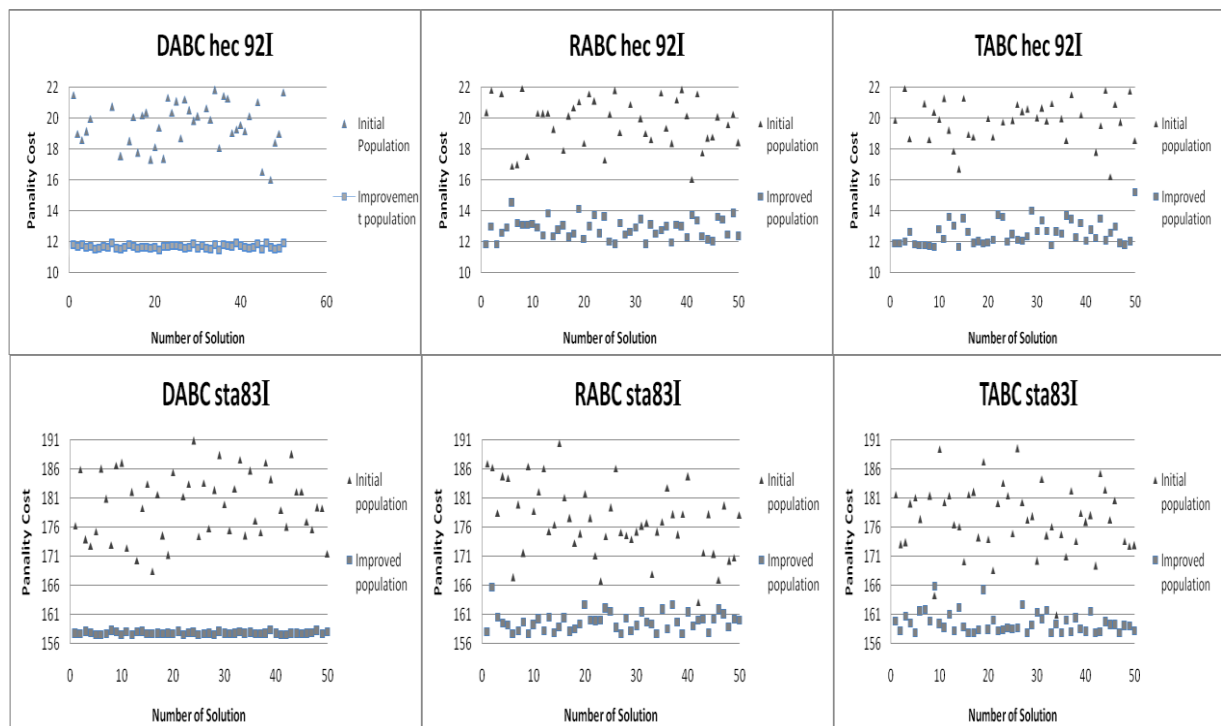 DABC hec 92I
Panality Cost
22
20
18
16
14
12
10
0
20
40
60
Number of Solution
Initial
Population
Improvemen
t population
RABC hec 92I
Panality Cost
22
20
18
16
14
12
10
0
10
20
30
40
50
Number of Solution
Initial
population
Improved
population
TABC hec 92I
Panality Cost
22
20
18
16
14
12
10
0
10
20
30
40
50
Number of Solution
Initial
population
Improved
population
DABC sta83I
Panality Cost
191
186
181
176
171
166
161
156
0
10
20
30
40
50
Number of Solution
Initial
population
Improved
population
RABC sta83I
Panality Cost
191
186
181
176
171
166
161
156
0
10
20
30
40
50
Number of Solution
Initial
population
Improved
population
TABC sta83I
Panality Cost
191
186
181
176
171
166
161
156
0
10
20
30
40
50
Number of Solution
Initial
population
Improved
population